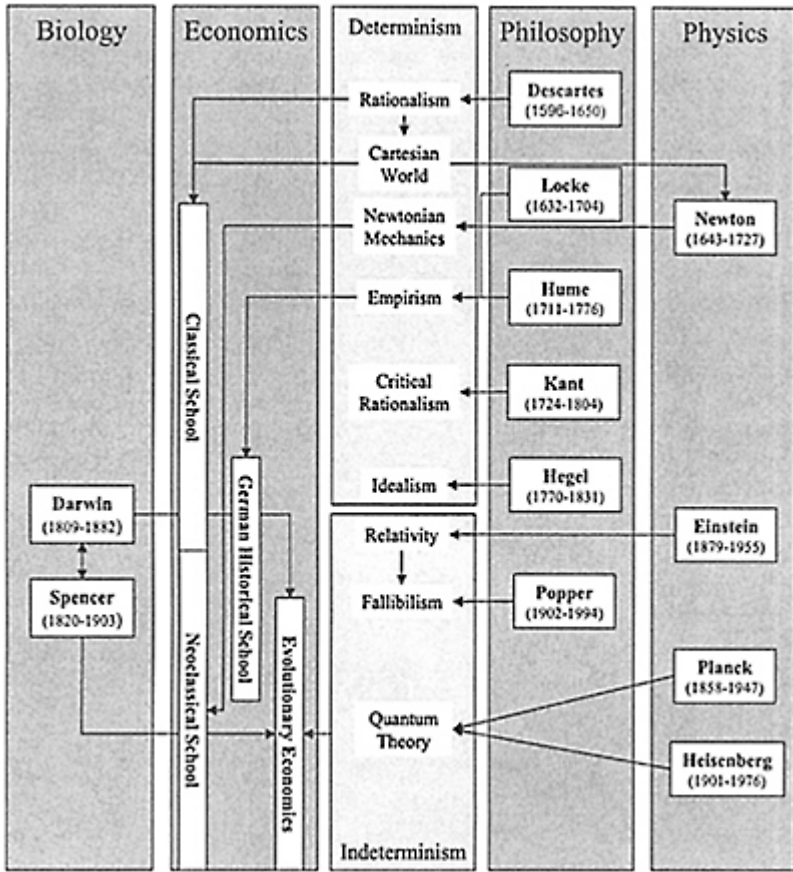 Biology
Economics
Determinism
Philosophy
Physics
Rationalism
Descartes
(1596-1650)
Cartesian
World
Locke
(1632-1704)
Newtonian
Mechanics
Newton
(1643-1727)
Empirism
Hume
(1711-1776)
Classical School
Critical
Rationalism
Kant
(1724-1804)
German Historical School
Idealism
Hegel
(1770-1831)
Darwin
(1809-1882)
Relativity
Einstein
(1879-1955)
Spencer
(1820-1903)
Fallibilism
Popper
(1902-1994)
Neoclassical School
Evolutionary Economics
Planck
(1858-1947)
Quantum
Theory
Heisenberg
(1901-1976)
Indeterminism